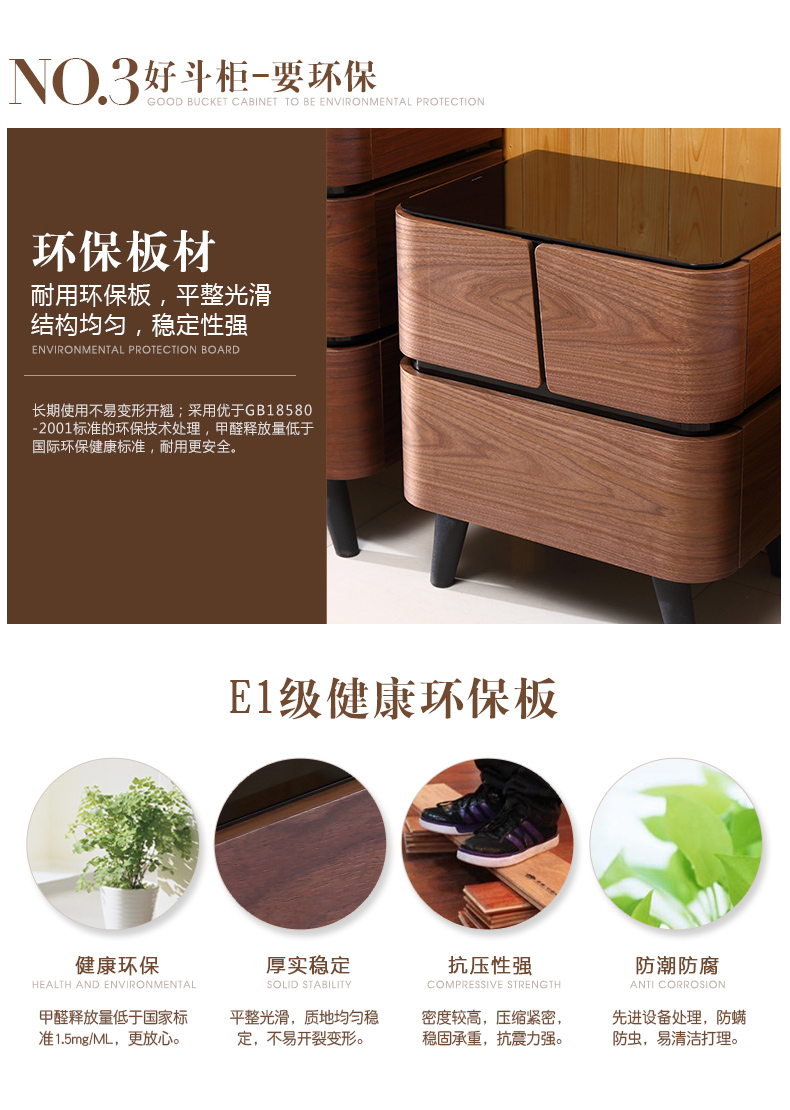 NO.3好斗柜-要环保
GOOD BUCKET CABINET TO BE ENVIRONMENTAL PROTECTION
环保板材
耐用环保板，平整光滑
结构均匀，稳定性强
ENVIRONMENTAL PROTECTION BOARD
长期使用不易变形开翘；采用优于GB18580
-2001标准的环保技术处理，甲醛释放量低于
国际环保健康标准，耐用更安全。
E1级健康环保板
健康环保
HEALTH AND ENVIRONMENTAL
甲醛释放量低于国家标
准1.5mg/ML，更放心。
厚实稳定
SOLID STABILITY
平整光滑，质地均匀稳
定，不易开裂变形。
抗压性强
COMPRESSIVE STRENGTH
密度较高，压缩紧密，
稳固承重，抗震力强。
防潮防腐
ANTI CORROSION
先进设备处理，防螨
防虫，易清洁打理。